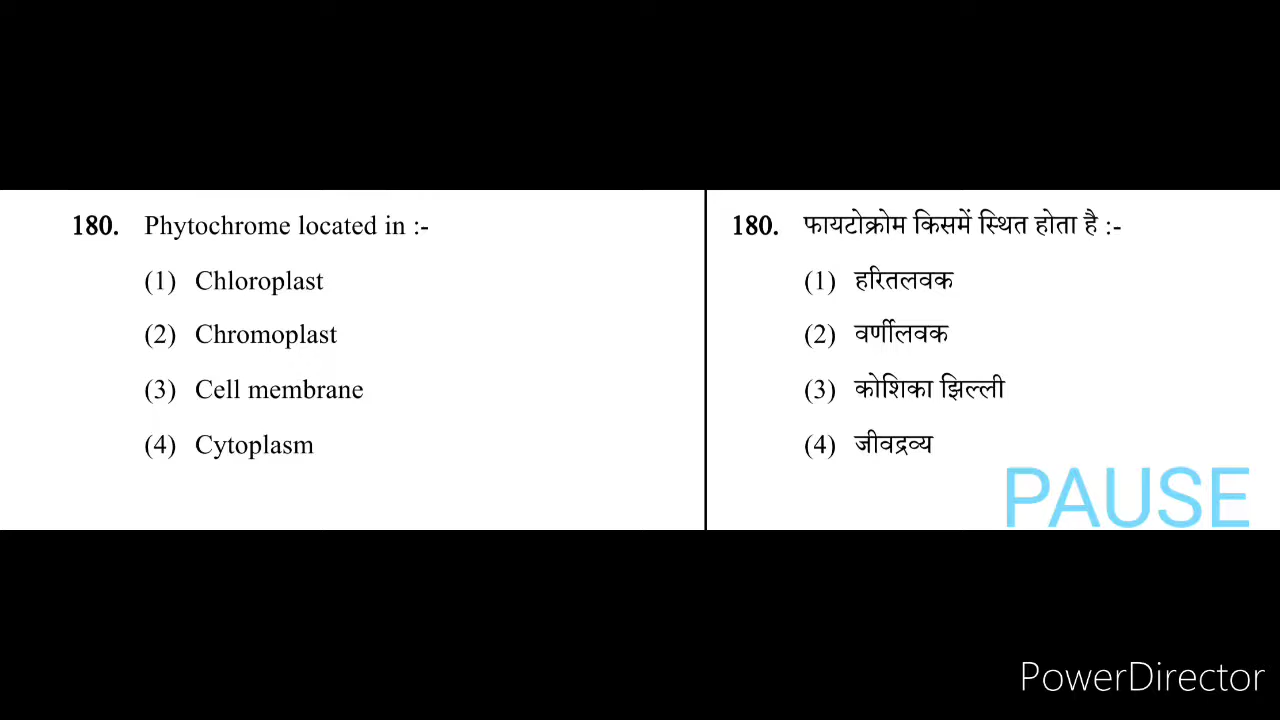 180. Phytochrome located in :-
(1) Chloroplast
(2) Chromoplast
(3) Cell membrane
(4) Cytoplasm
180. फायटोक्रोम किसमें स्थित होता है :-
(1) हरितलवक
(2) वर्णीलवक
(3) कोशिका झिल्ली
(4) जीवद्रव्य
PAUSE
PowerDirector